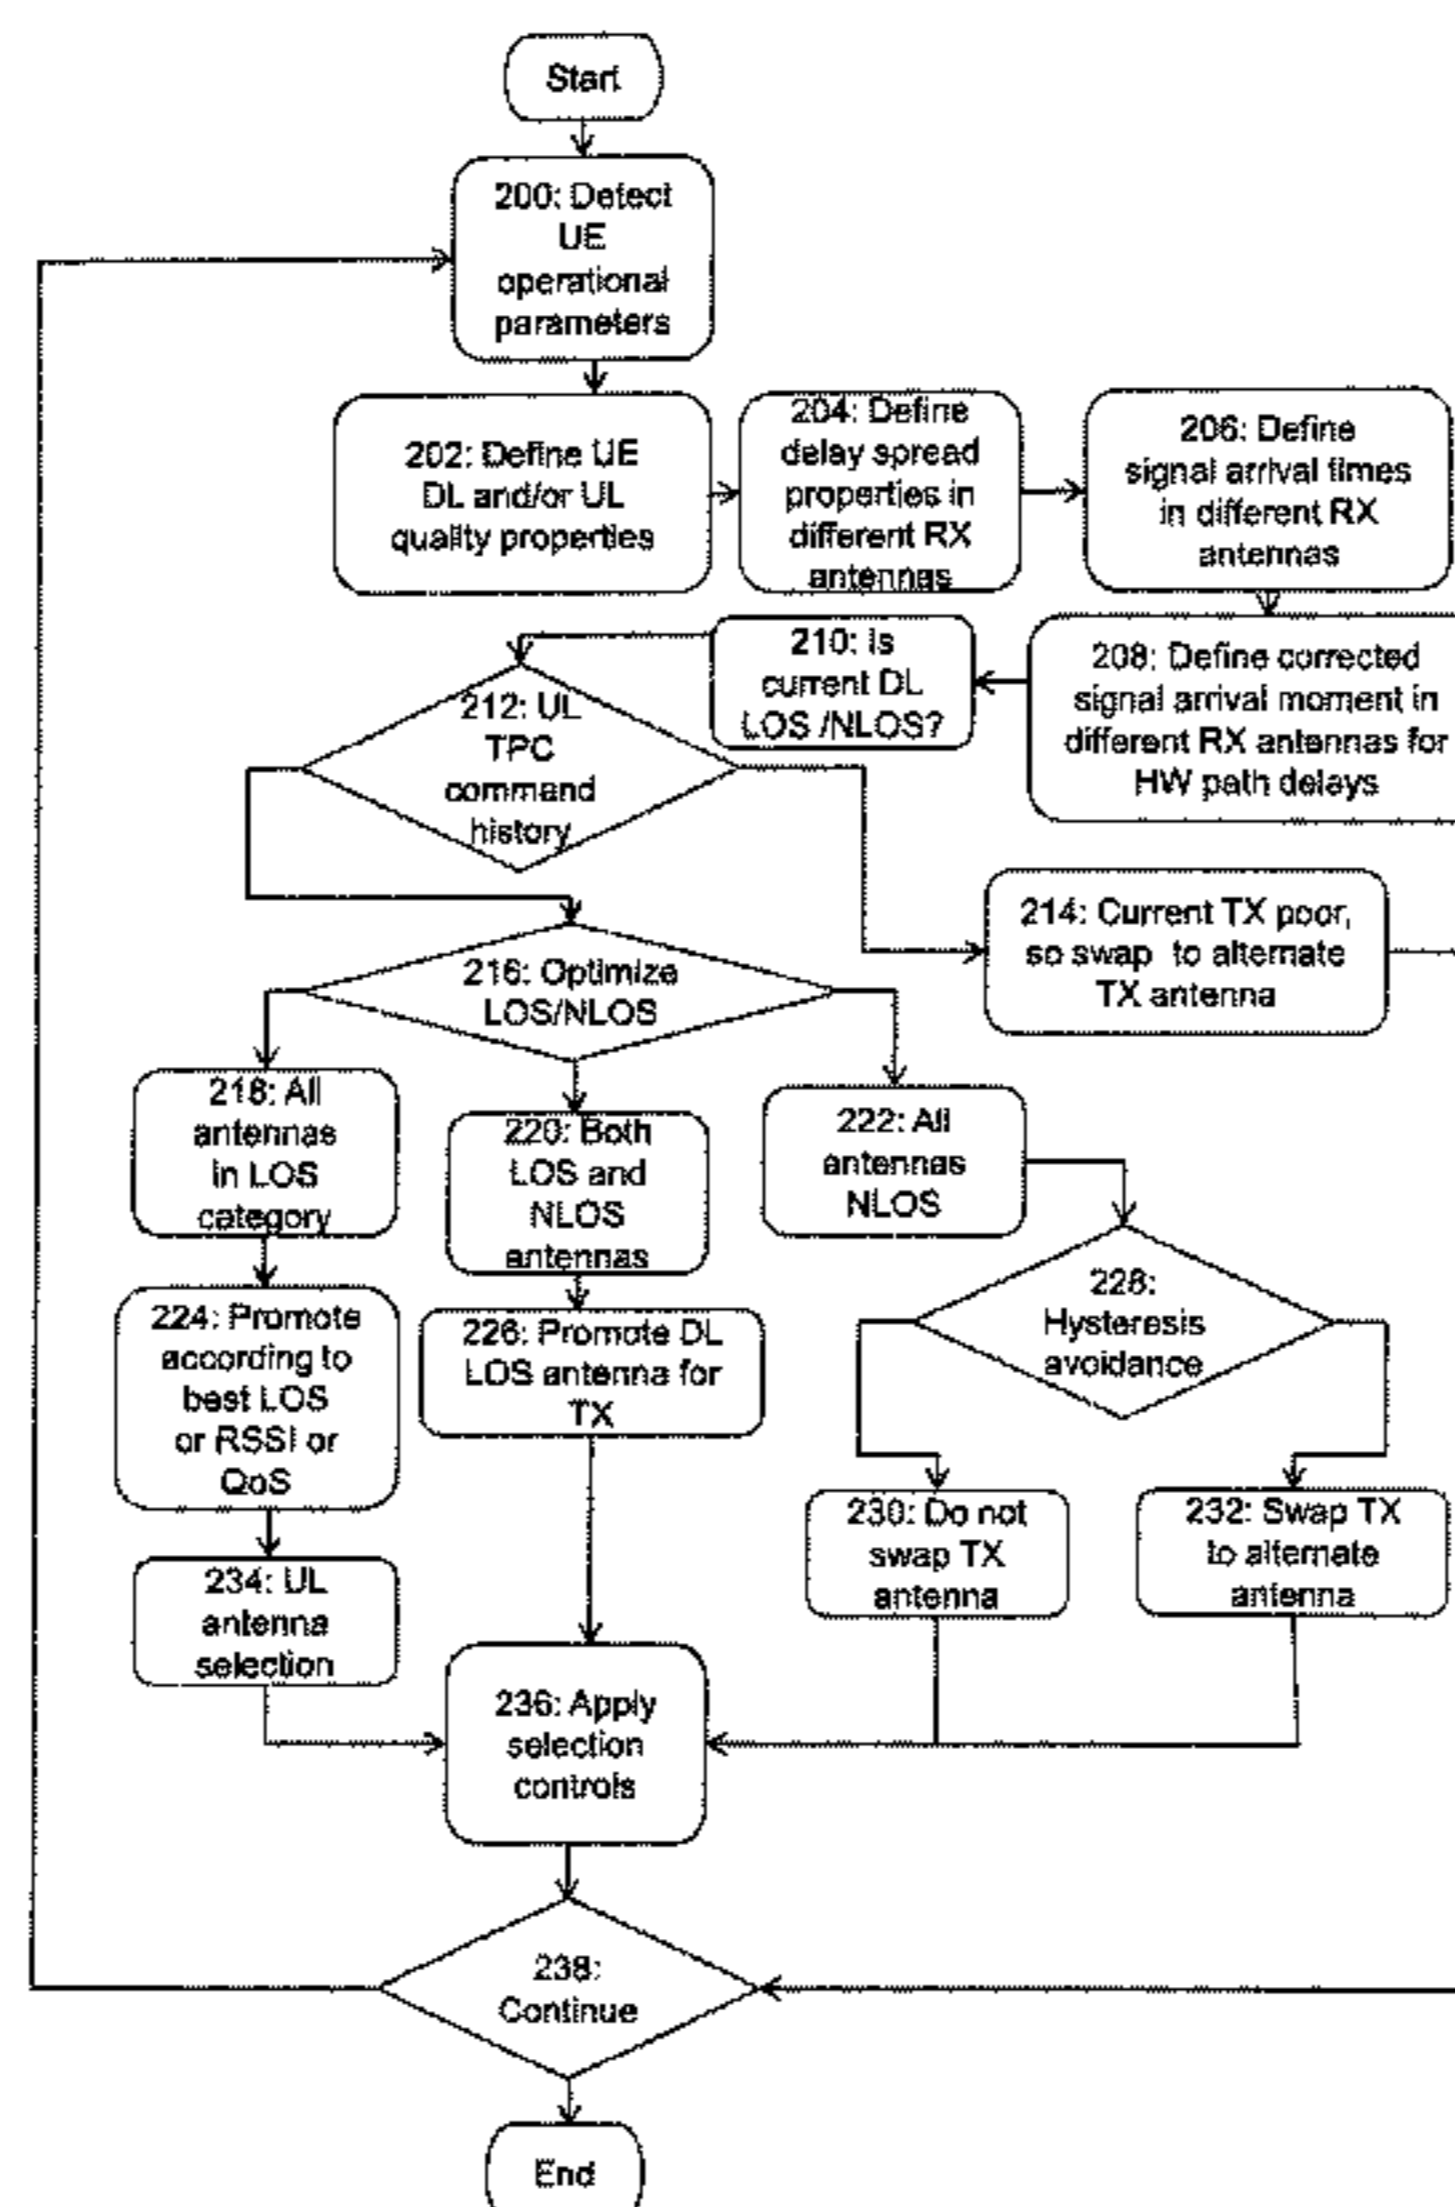 Start
200: Detect
UE
operational
parameters
202: Define UE
DL and/or UL
quality properties
204: Define
delay spread
properties in
different RX
antennas
206: Define
signal arrival times
in different RX
antennas
208: Define corrected
signal arrival moment in
different RX antennas for
HW path delays
210: Is
current DL
LOS /NLOS?
212: UL
TPC
command
history
214: Current TX poor,
so swap to alternate
TX antenna
216: Optimize
LOS/NLOS
218: All
antennas
in LOS
category
220: Both
LOS and
NLOS
antennas
222: All
antennas
NLOS
224: Promote
according to
best LOS
or RSSI or
QoS
226: Promote DL
LOS antenna for
TX
228:
Hysteresis
avoidance
230: Do not
swap TX
antenna
232: Swap TX
to alternate
antenna
234: UL
antenna
selection
236: Apply
selection
controls
238:
Continue
End